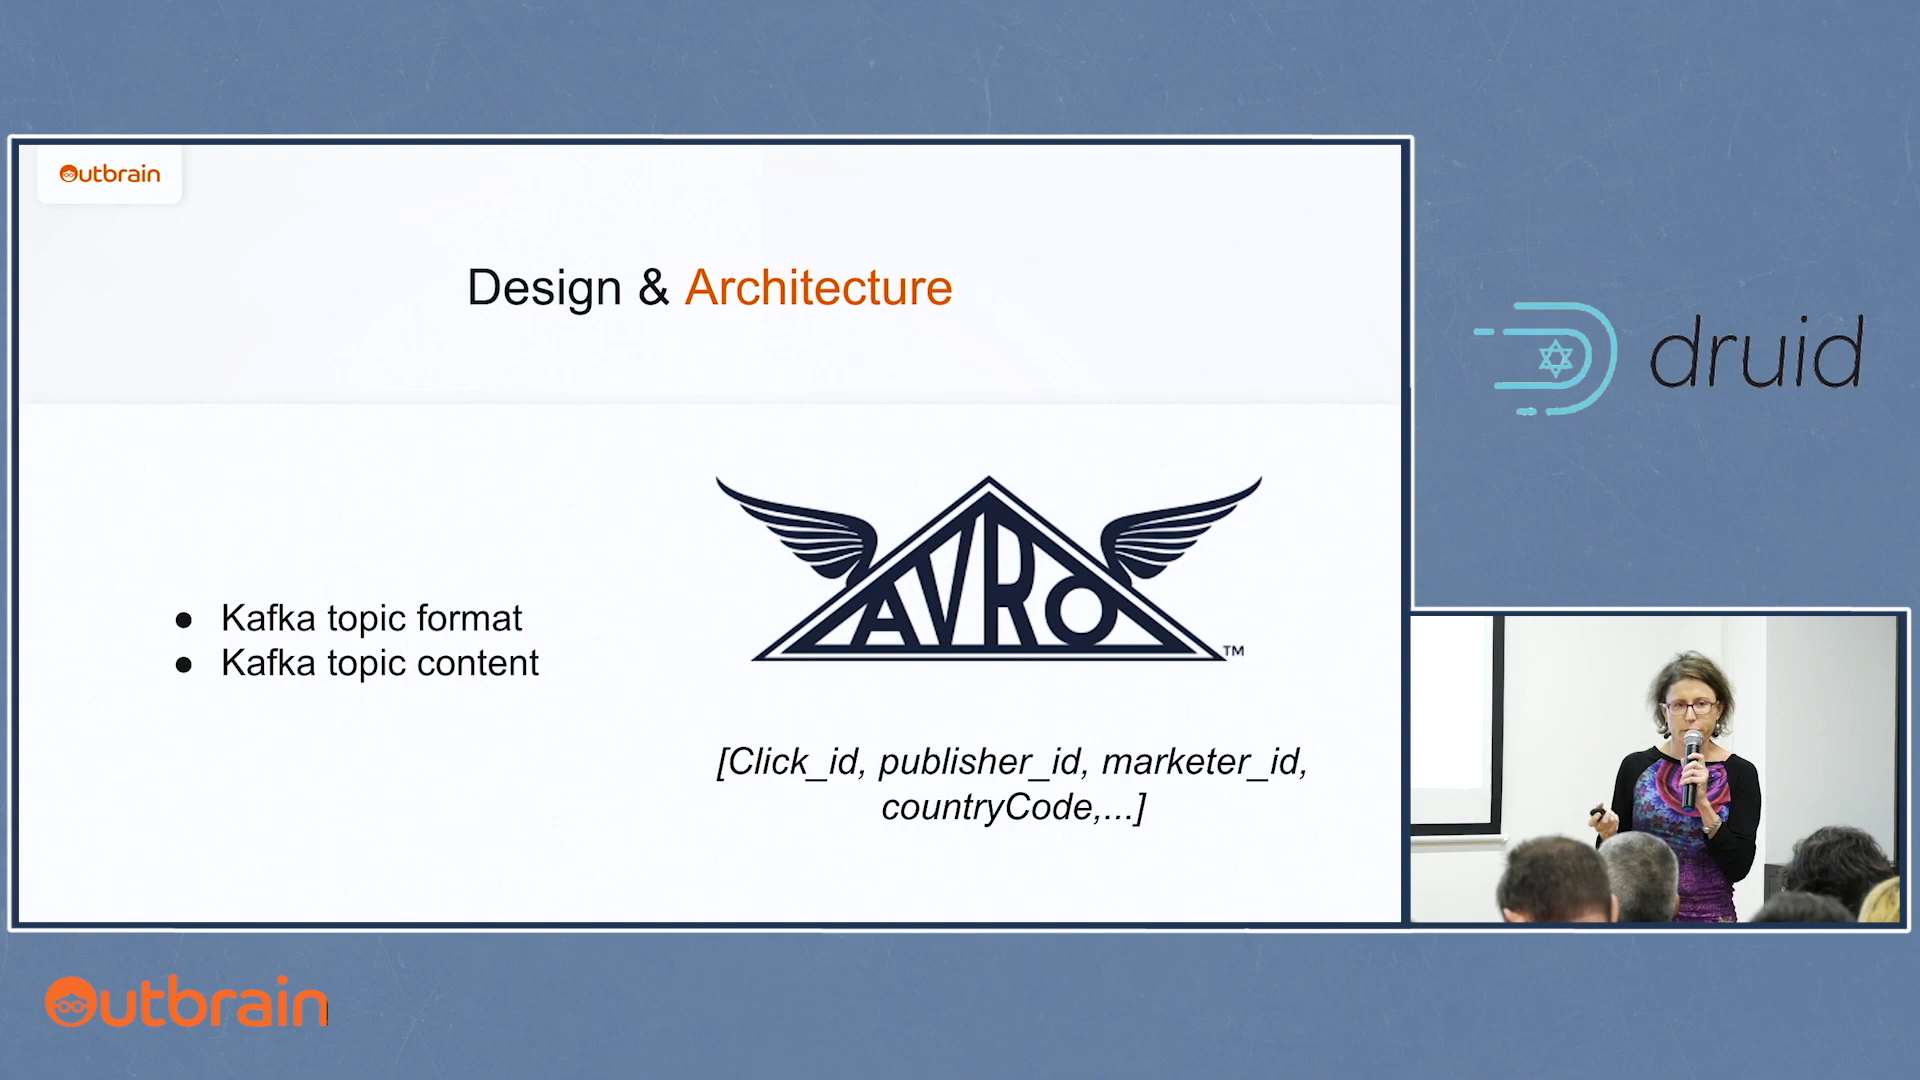 Outbrain
Design & Architecture
● Kafka topic format
● Kafka topic content
AVRO
TM
[Click_id, publisher_id, marketer_id,
countryCode,...]
druid
Outbrain